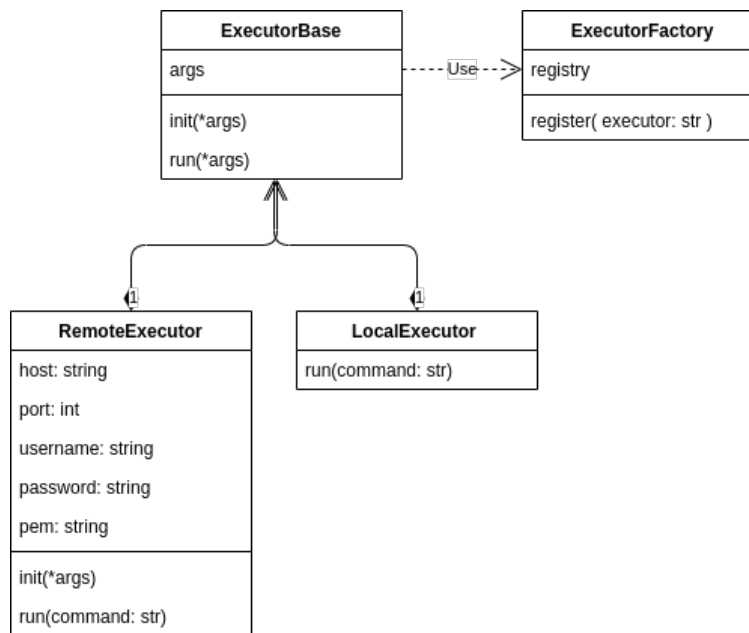 ExecutorBase
args
init(*args)
run(*args)
Use
ExecutorFactory
registry
register( executor: str )
1
1
RemoteExecutor
host: string
port: int
username: string
password: string
pem: string
init(*args)
run(command: str)
LocalExecutor
run(command: str)